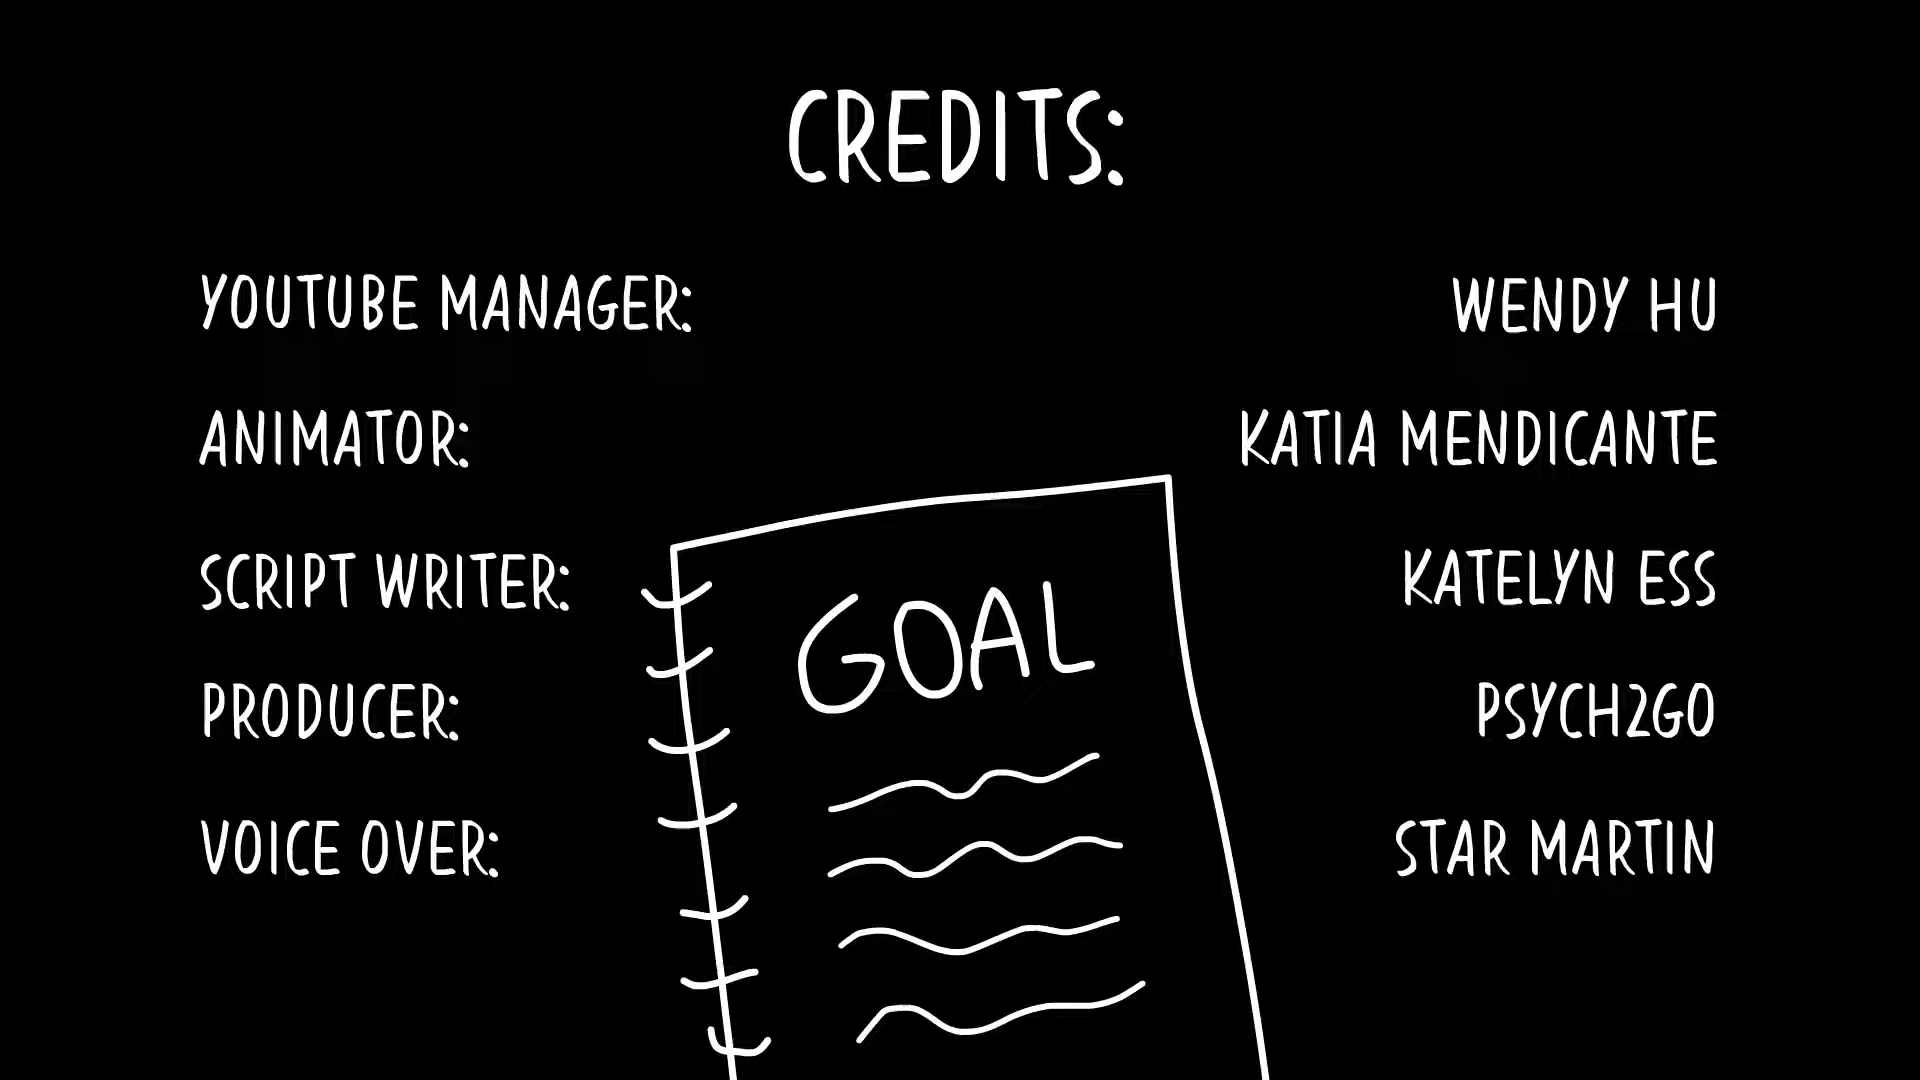 CREDITS:
YOUTUBE MANAGER: WENDY HU
ANIMATOR: KATIA MENDICANTE
SCRIPT WRITER: KATELYN ESS
PRODUCER: PSYCH2GO
VOICE OVER: STAR MARTIN
GOAL